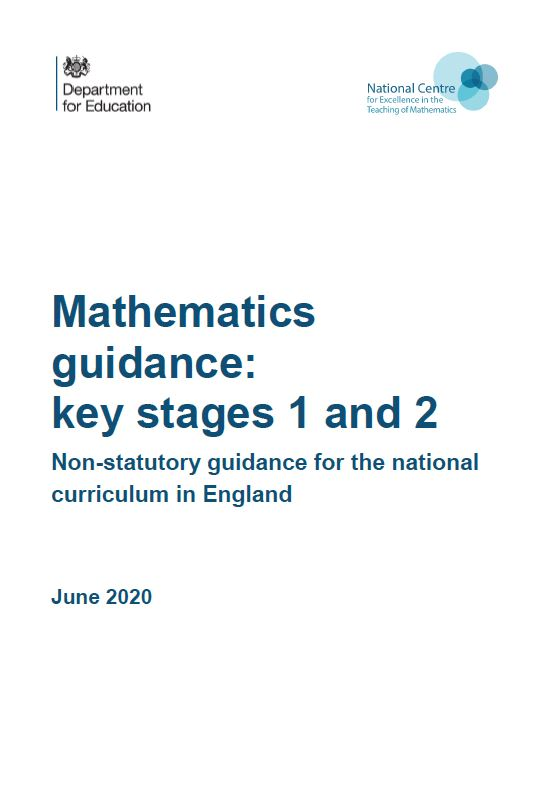 Department
for Education
National Centre
for Excellence in the
Teaching of Mathematics
Mathematics
guidance:
key stages 1 and 2
Non-statutory guidance for the national
curriculum in England
June 2020